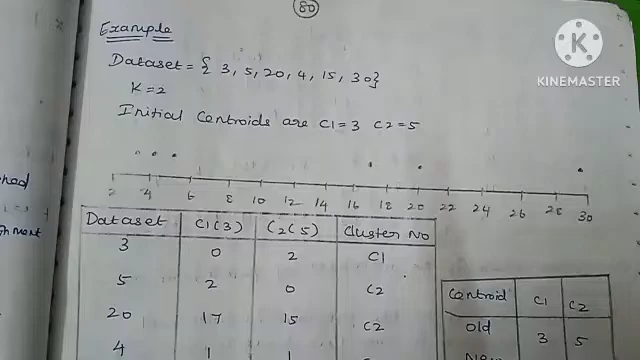 80
Example
Dataset = { 3, 5, 20, 4, 15, 30}
K=2
Initial Centroids are C1=3 C2=5
2 4 6 8 10 12 14 16 18 20 22 24 26 28 30
Dataset C1(3) C2(5) Cluster No
3 0 2 C1
5 2 0 C2
20 17 15 C2
4 1 1
Centroid C1 C2
old 3 5
KINEMASTER